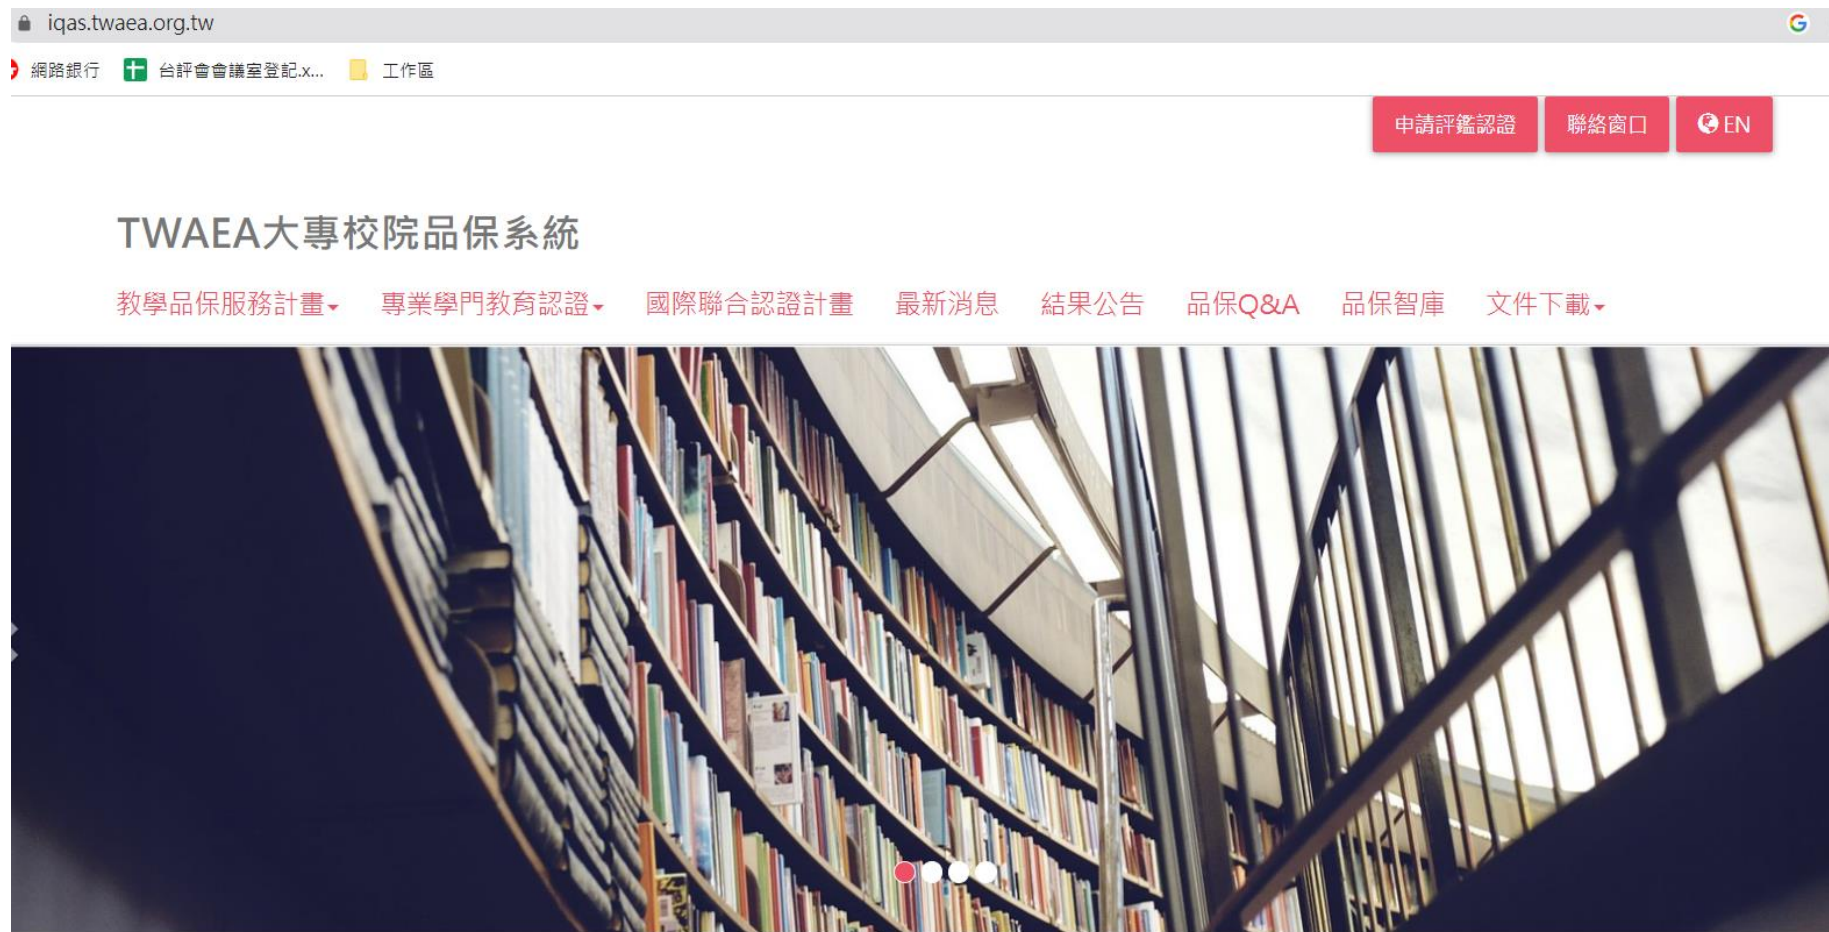 iqas.twaea.org.tw
網路銀行 台評會會議室登記.x... 工作區
申請評鑑認證 聯絡窗口 EN
TWAEA大專校院品保系統
教學品保服務計畫 專業學門教育認證 國際聯合認證計畫 最新消息 結果公告 品保Q&A 品保智庫 文件下載